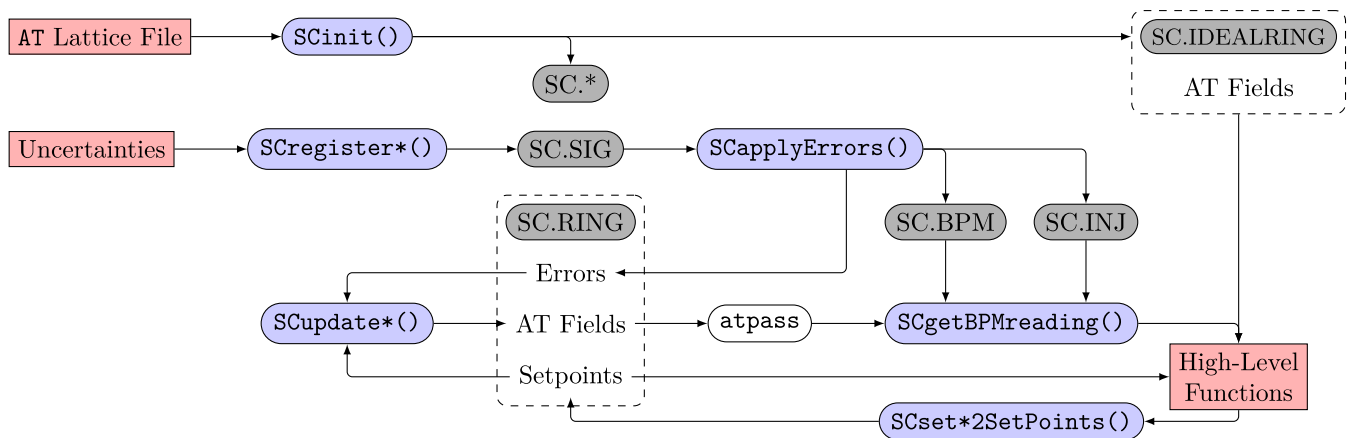 AT Lattice File
SCinit()
SC.IDEALRING
SC.*
AT Fields
Uncertainties
SCregister*()
SC.SIG
SCapplyErrors()
SC.RING
SC.BPM
SC.INJ
Errors
SCupdate*()
AT Fields
atpass
SCgetBPMreading()
Setpoints
High-Level
Functions
SCset*2SetPoints()